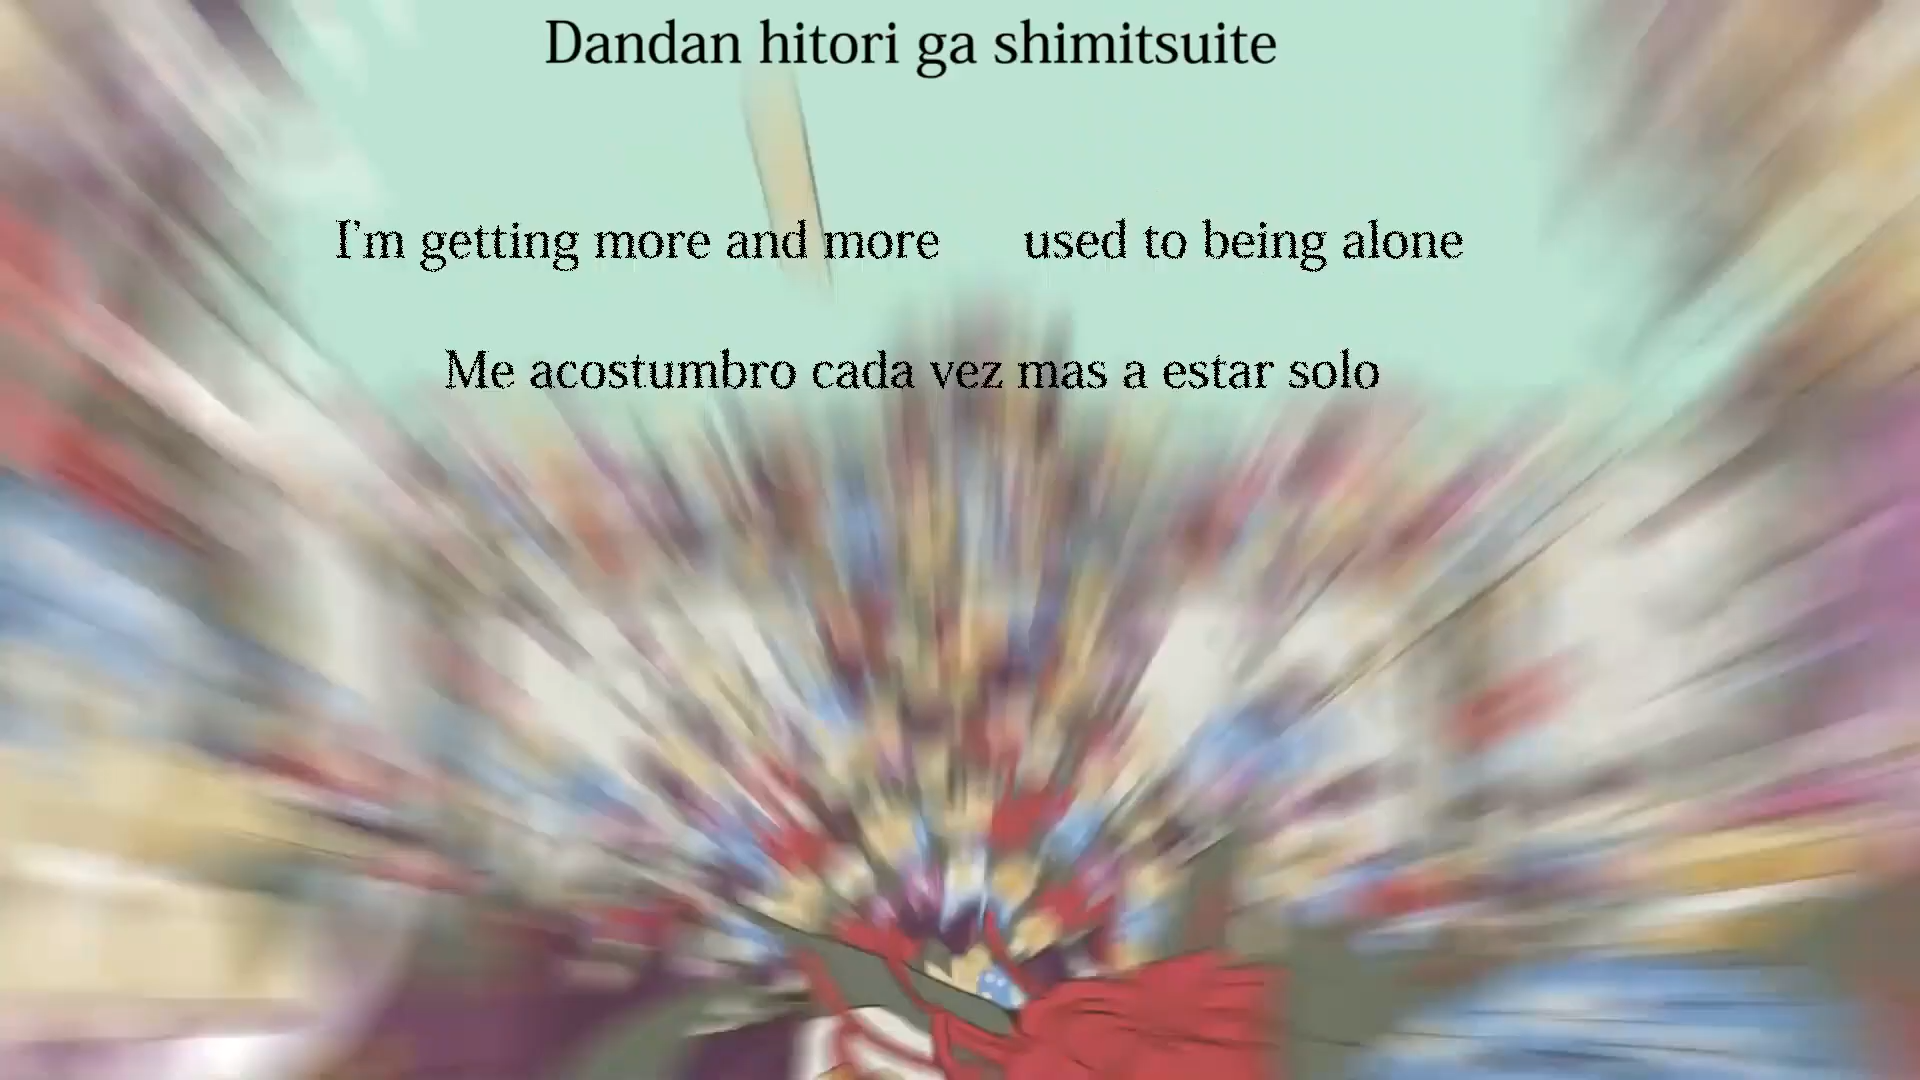 Dandan hitori ga shimitsuite
I'm getting more and more used to being alone
Me acostumbro cada vez mas a estar solo